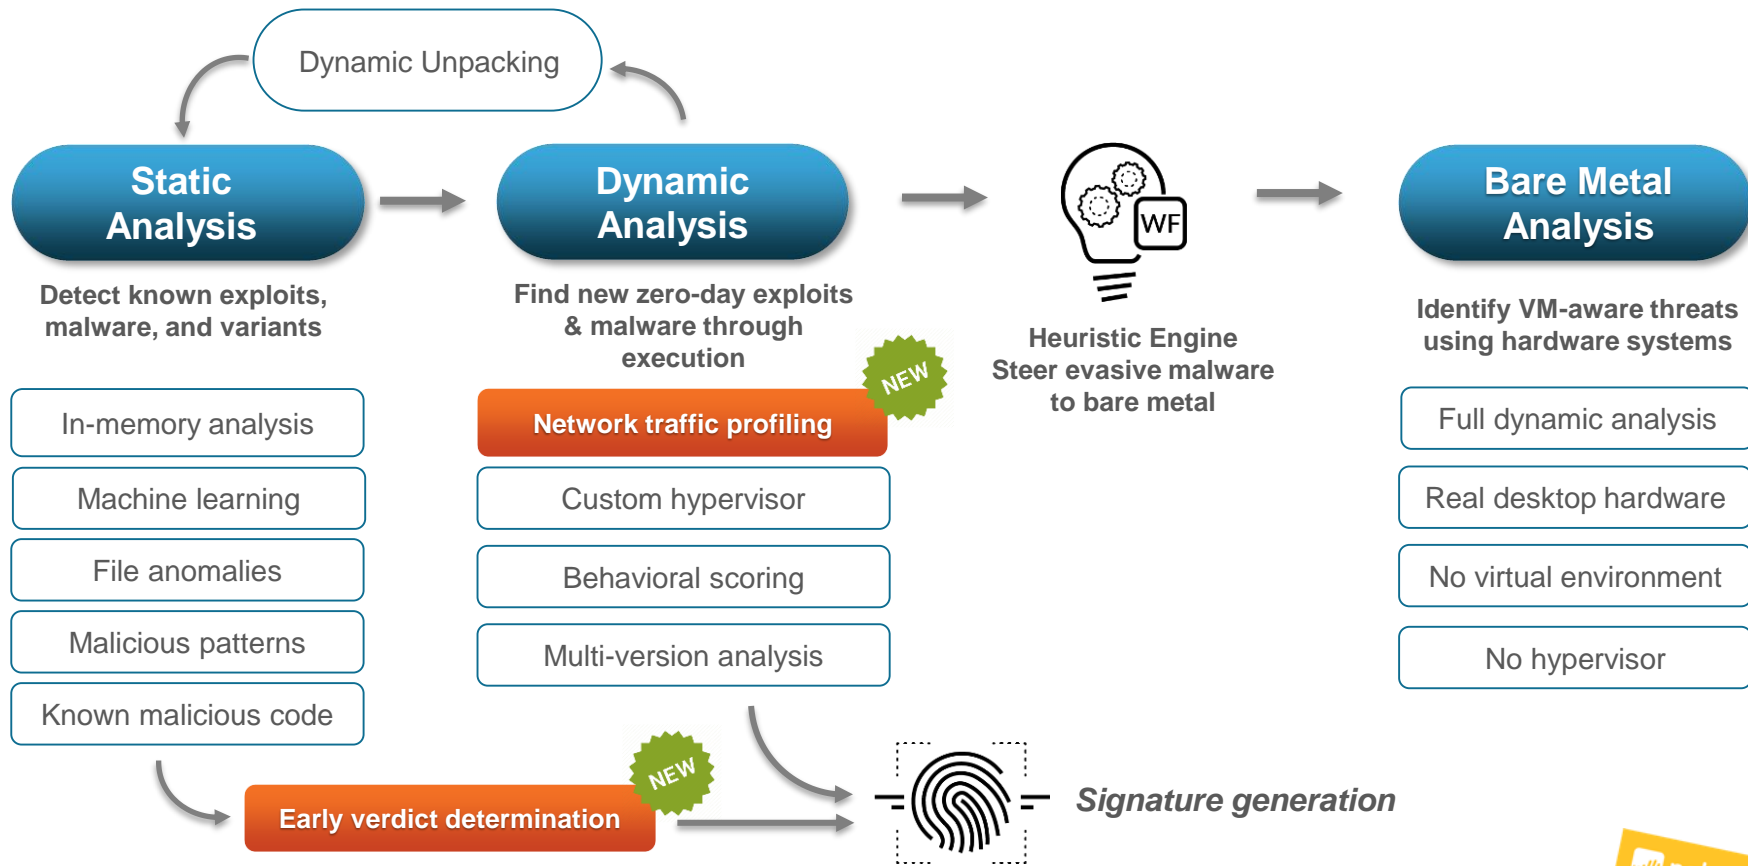 Dynamic Unpacking
Static
Analysis
Detect known exploits,
malware, and variants
In-memory analysis
Machine learning
File anomalies
Malicious patterns
Known malicious code
Dynamic
Analysis
Find new zero-day exploits
& malware through
execution
NEW
Network traffic profiling
Custom hypervisor
Behavioral scoring
Multi-version analysis
WF
Heuristic Engine
Steer evasive malware
to bare metal
Bare Metal
Analysis
Identify VM-aware threats
using hardware systems
Full dynamic analysis
Real desktop hardware
No virtual environment
No hypervisor
NEW
Early verdict determination
Signature generation